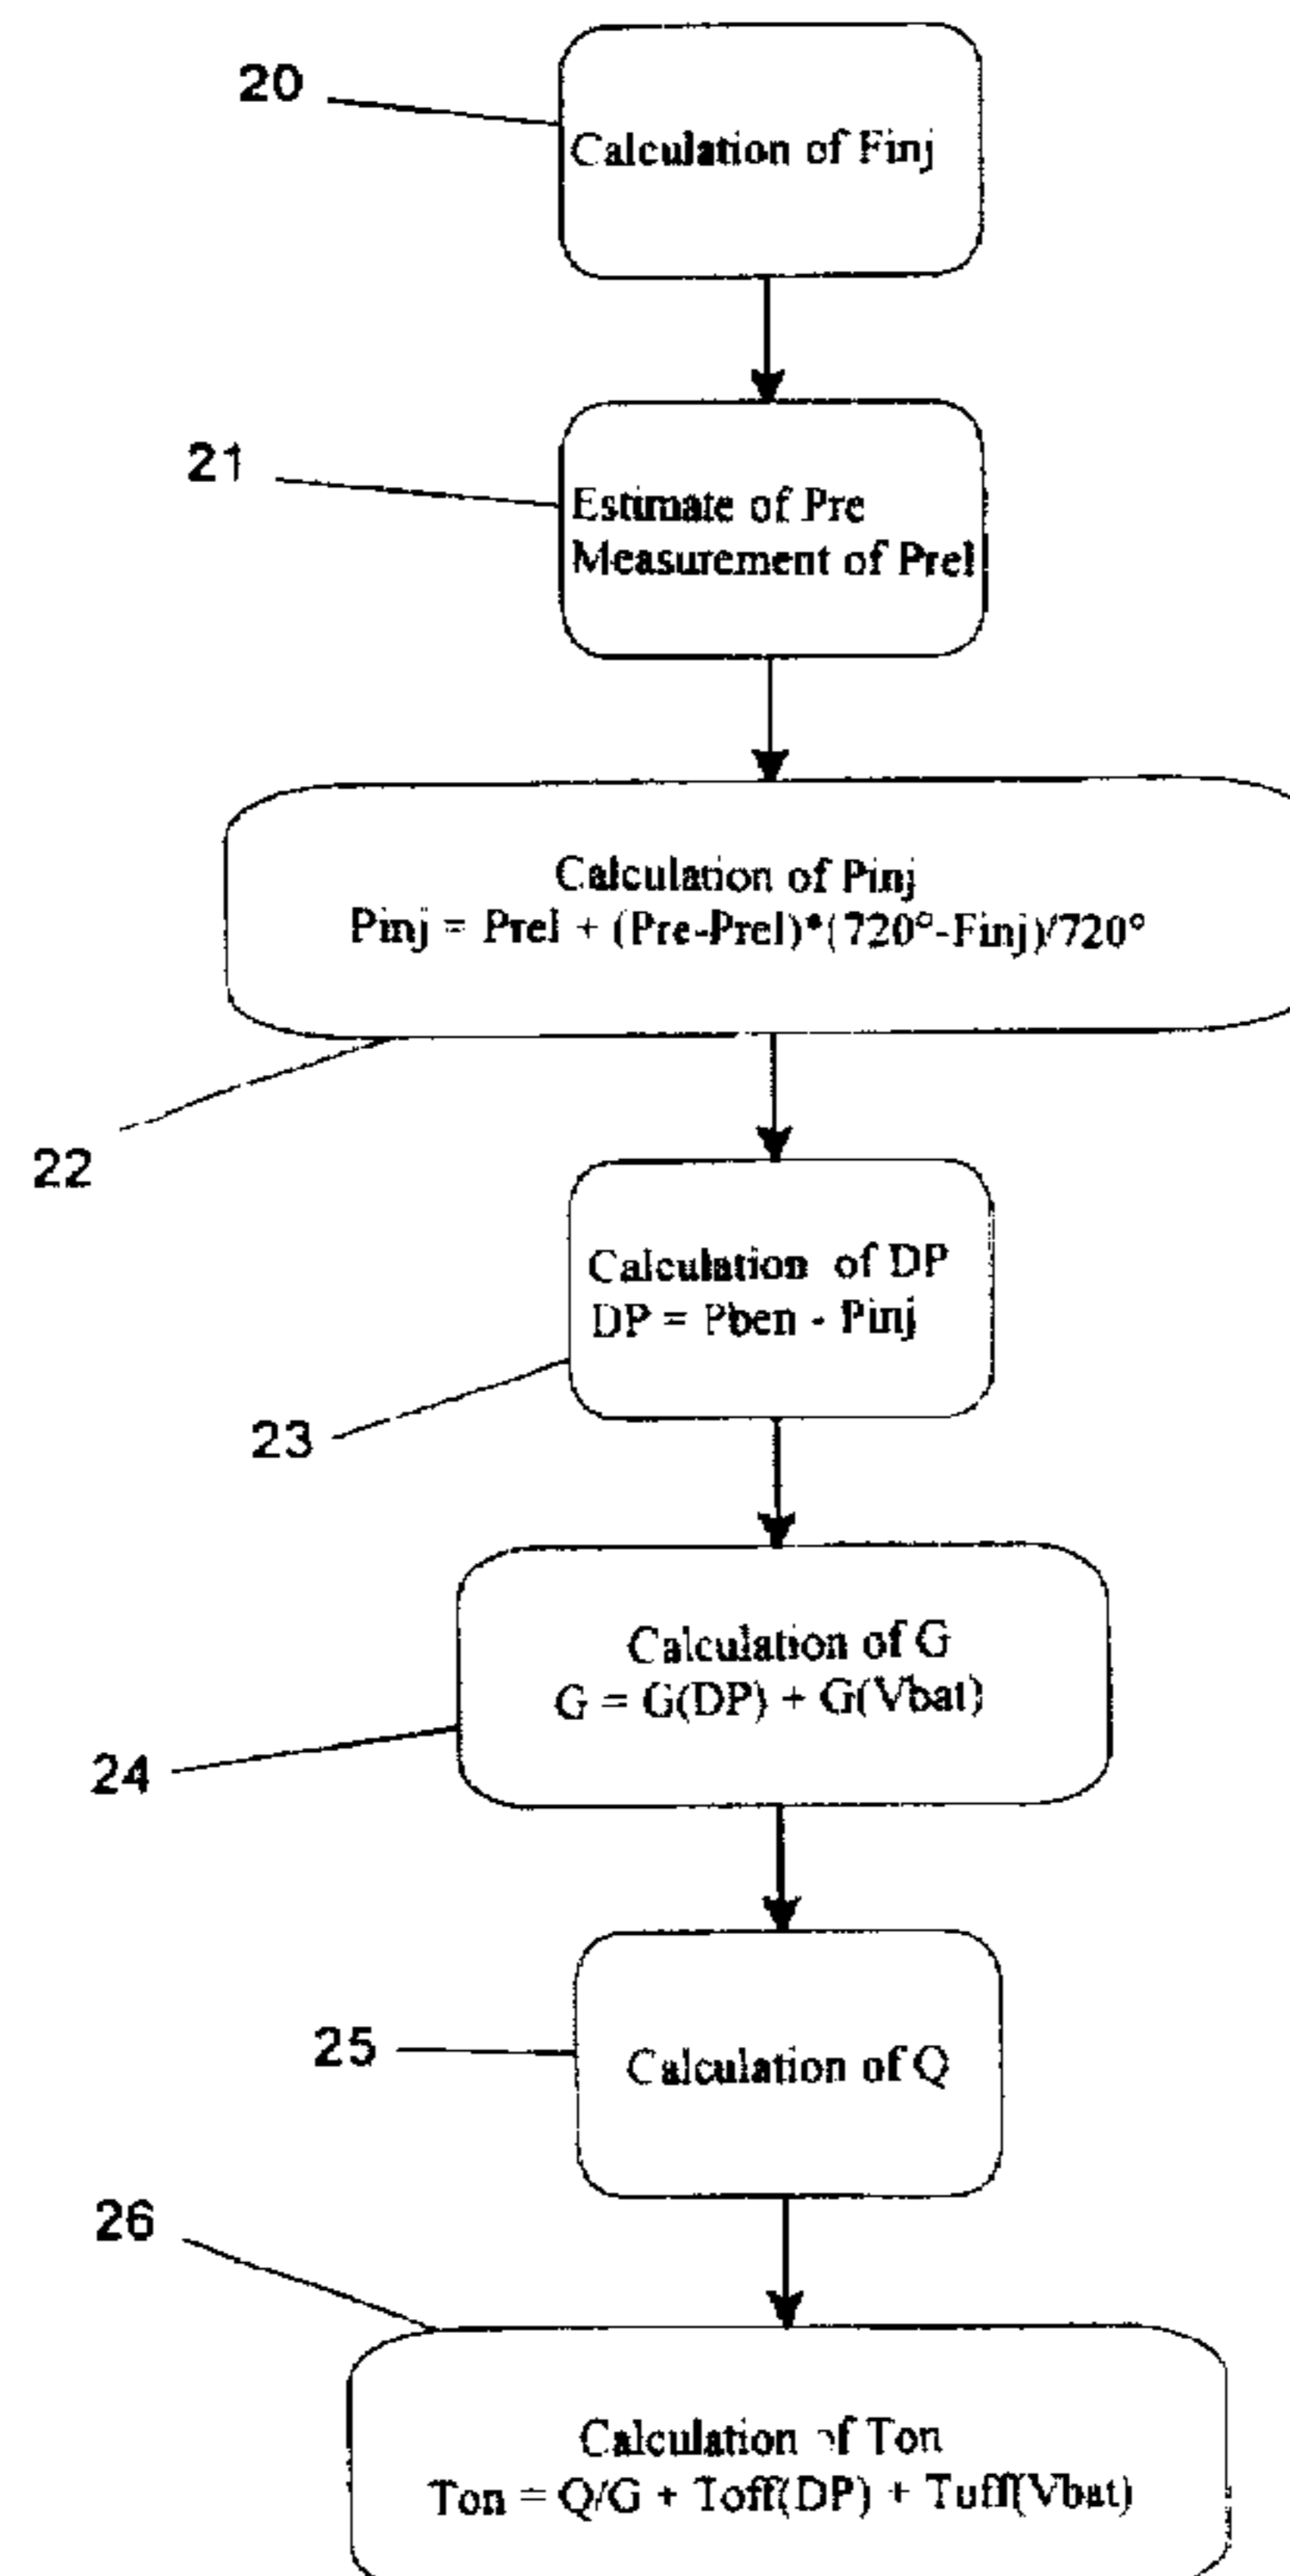 20
Calculation of Finj
21
Estimate of Pre
Measurement of Prel
Calculation of Pinj
Pinj = Prel + (Pre-Prel)*(720°-Finj)/720°
22
Calculation of DP
DP = Pben - Pinj
23
Calculation of G
G = G(DP) + G(Vbat)
24
25
Calculation of Q
26
Calculation of Ton
Ton = Q/G + Toff(DP) + Toff(Vbat)